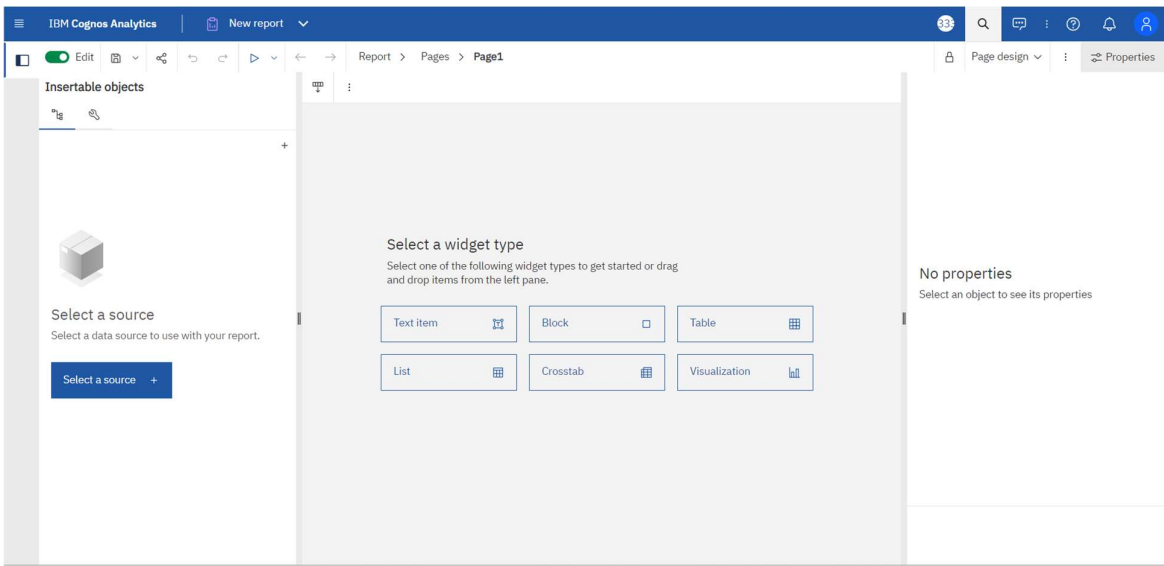 IBM Cognos Analytics
New report
Edit
Report > Pages > Page1
Page design
Properties
Insertable objects
Select a source
Select a data source to use with your report.
Select a source +
Select a widget type
Select one of the following widget types to get started or drag
and drop items from the left pane.
Text item
Block
Table
List
Crosstab
Visualization
No properties
Select an object to see its properties